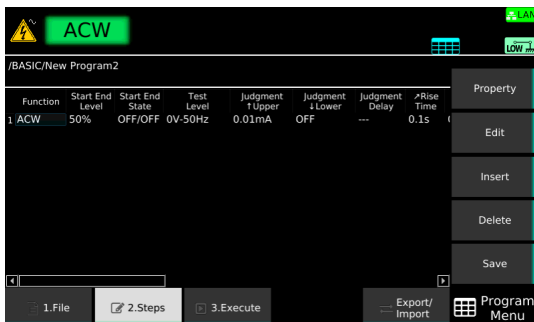 LAN
ACW
LOW
/BASIC/New Program2
Function Start End Level Start End State Test Level Judgment ↑Upper Judgment ↓Lower Judgment Delay ↗Rise Time
1 ACW 50% OFF/OFF 0V-50Hz 0.01mA OFF --- 0.1s
Property
Edit
Insert
Delete
Save
1.File
2.Steps
3.Execute
Export/
Import
Program
Menu